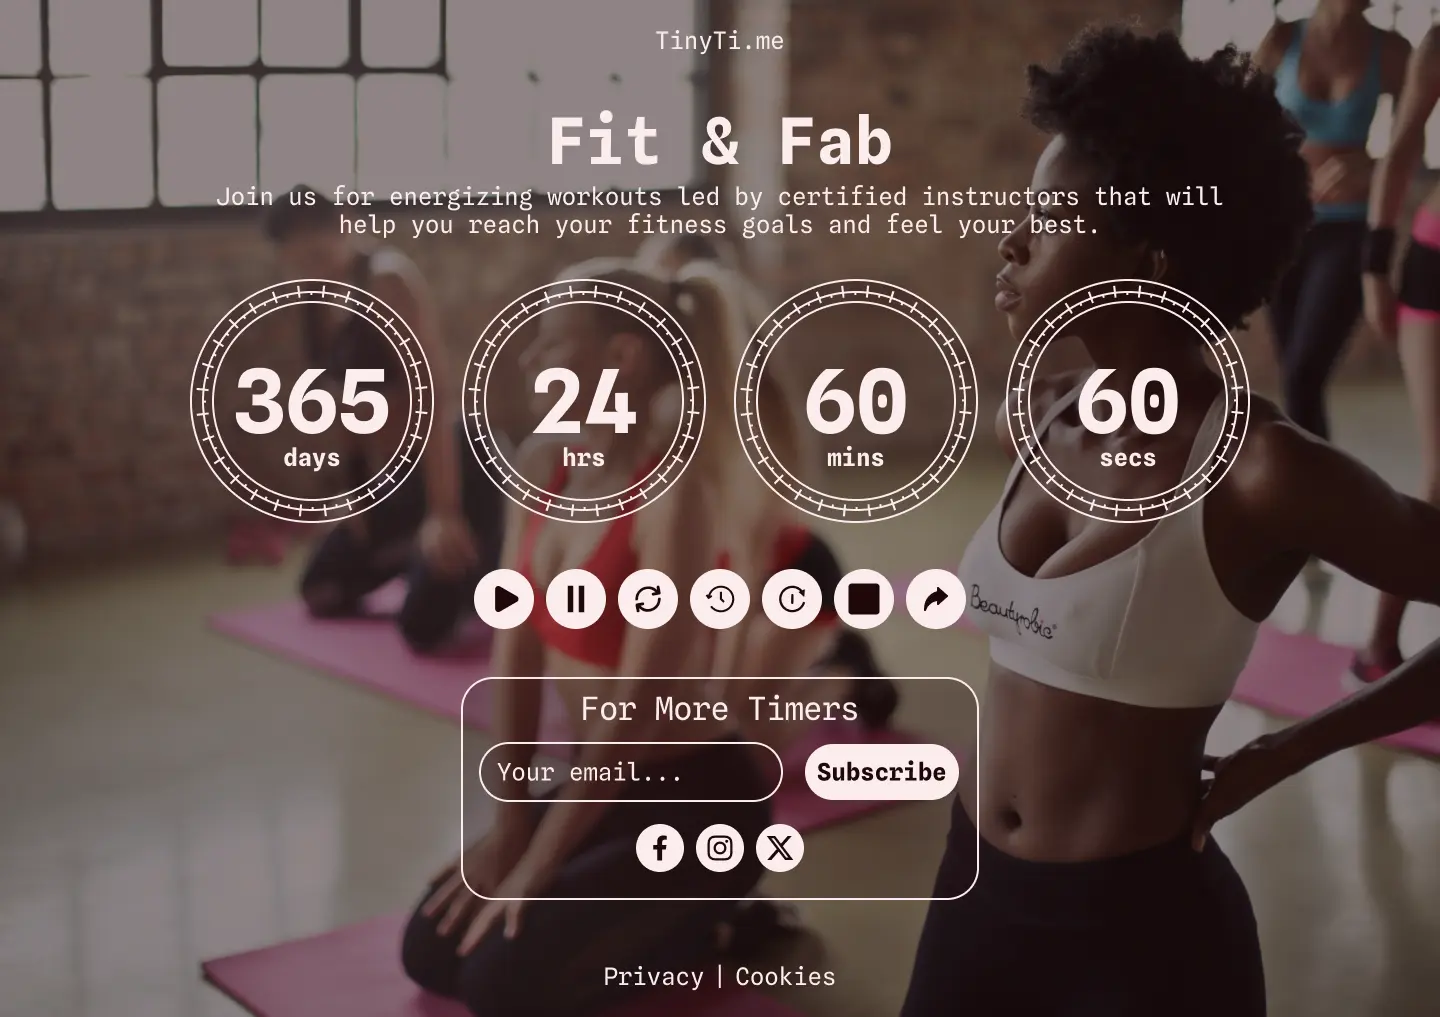 TinyTi.me
Fit & Fab
Join us for energizing workouts led by certified instructors that will
help you reach your fitness goals and feel your best.
365
days
24
hrs
60
mins
60
secs
Beautyrobic®
For More Timers
Your email...
Subscribe
Privacy | Cookies